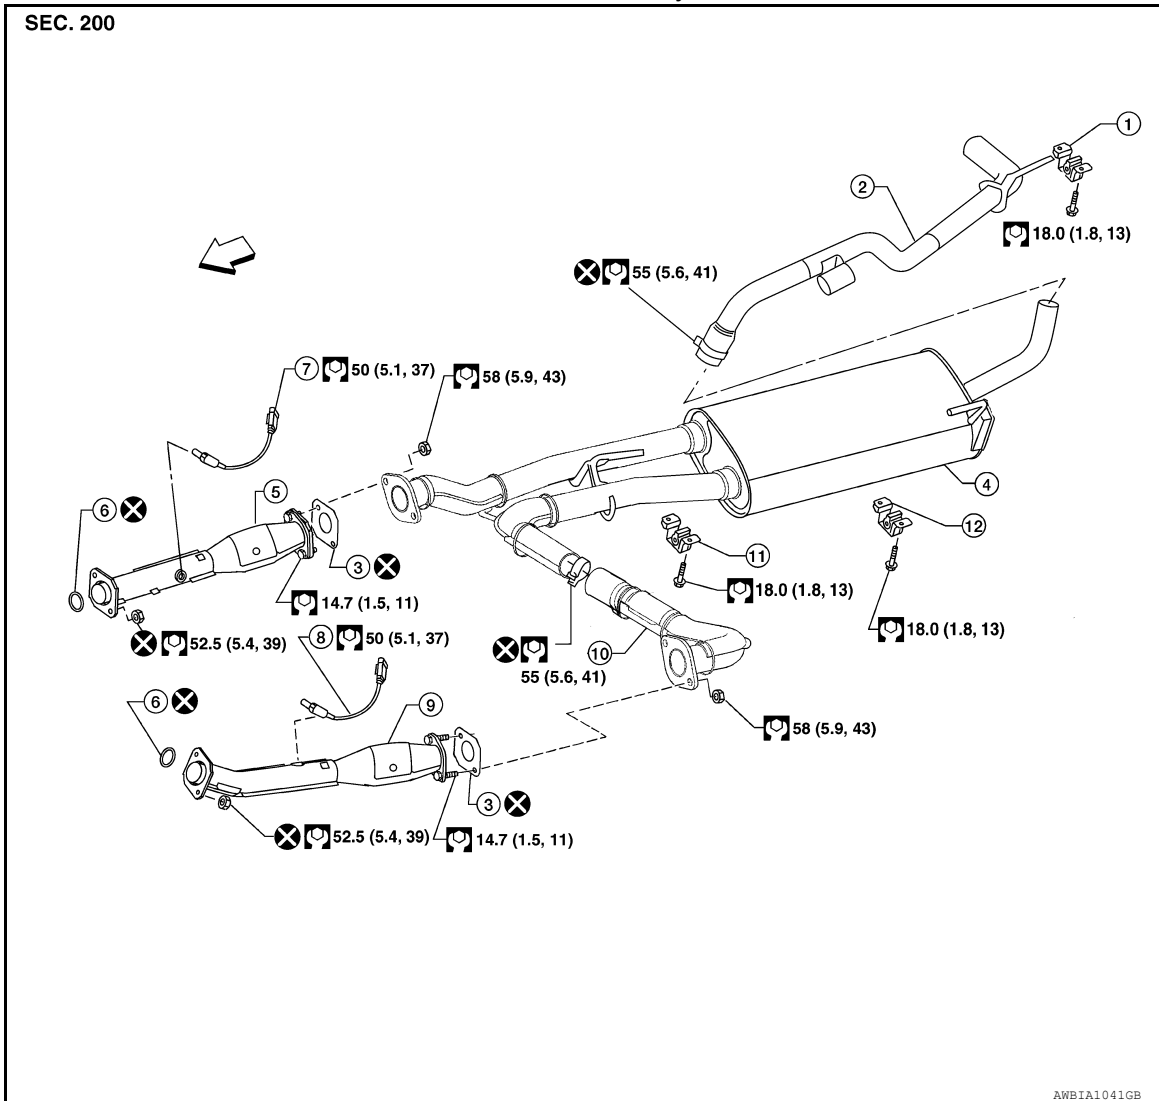 SEC. 200
1
2
18.0 (1.8, 13)
55 (5.6, 41)
7
50 (5.1, 37)
58 (5.9, 43)
5
6
4
12
3
11
14.7 (1.5, 11)
18.0 (1.8, 13)
18.0 (1.8, 13)
52.5 (5.4, 39)
8
50 (5.1, 37)
10
55 (5.6, 41)
6
9
58 (5.9, 43)
3
52.5 (5.4, 39)
14.7 (1.5, 11)
AWBIA1041GB